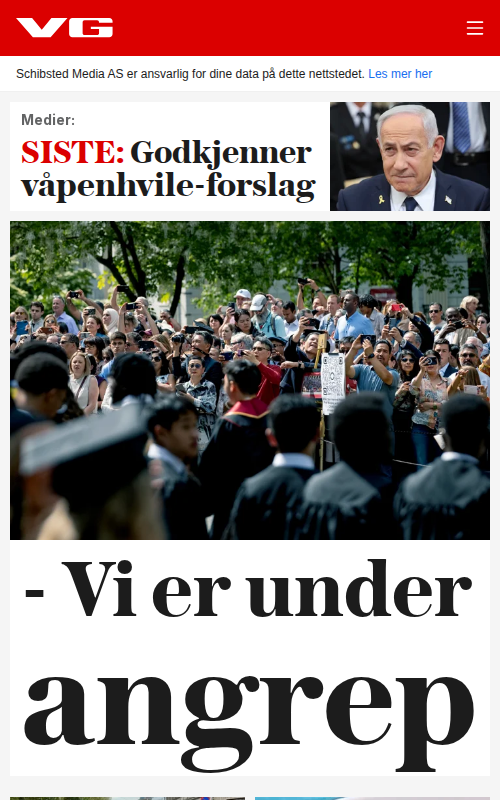 VG
Schibsted Media AS er ansvarlig for dine data på dette nettstedet. Les mer her
Medier:
SISTE: Godkjenner
våpenhvile-forslag
- Vi er under
angrep